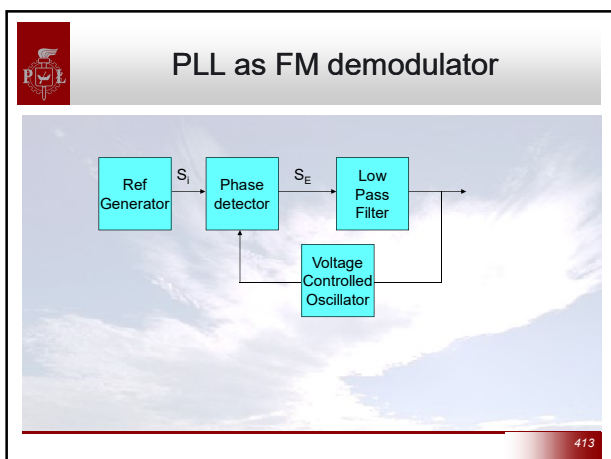 PLL as FM demodulator
P Ł
Ref
Generator
Si
Phase
detector
SE
Low
Pass
Filter
Voltage
Controlled
Oscillator
413